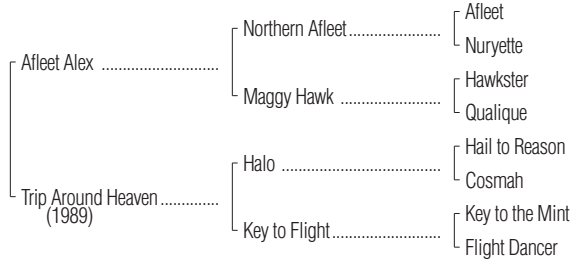 Afleet
Northern Afleet
Nuryette
Afleet Alex
Hawkster
Maggy Hawk
Qualique
Hail to Reason
Halo
Cosmah
Trip Around Heaven
(1989)
Key to the Mint
Key to Flight
Flight Dancer